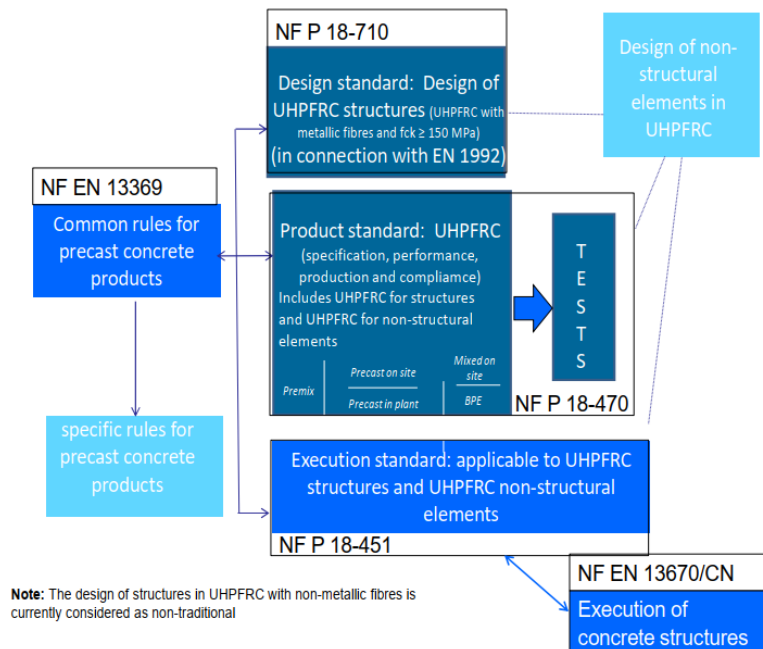 NF P 18-710
Design standard: Design of
UHPFRC structures (UHPFRC with
metallic fibres and fck ≥ 150 MPa)
(in connection with EN 1992)
Design of non-
structural
elements in
UHPFRC
NF EN 13369
Common rules for
precast concrete
products
Product standard: UHPFRC
(specification, performance,
production and compliamce)
Includes UHPFRC for structures
and UHPFRC for non-structural
elements
Premix
Precast on site
Precast in plant
Mixed on
site
BPE
T
E
S
T
S
NF P 18-470
specific rules for
precast concrete
products
Execution standard: applicable to UHPFRC
structures and UHPFRC non-structural
elements
NF P 18-451
NF EN 13670/CN
Execution of
concrete structures
Note: The design of structures in UHPFRC with non-metallic fibres is
currently considered as non-traditional